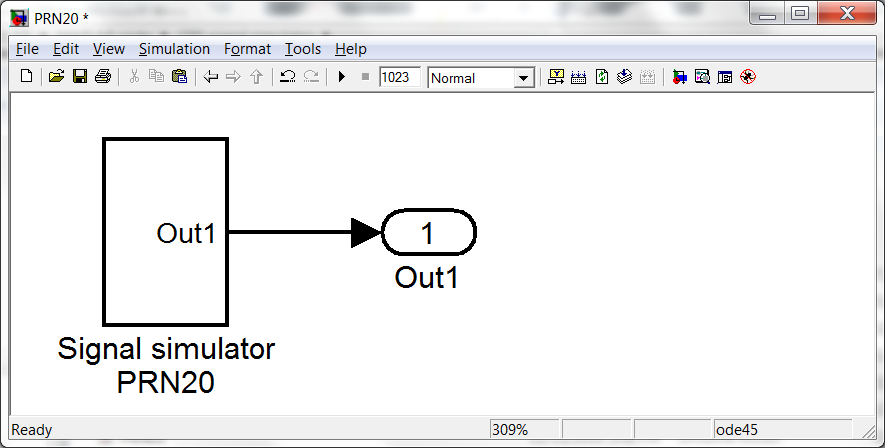 PRN20 *
File Edit View Simulation Format Tools Help
1023 Normal
Out1
1
Out1
Signal simulator
PRN20
Ready 309% ode45